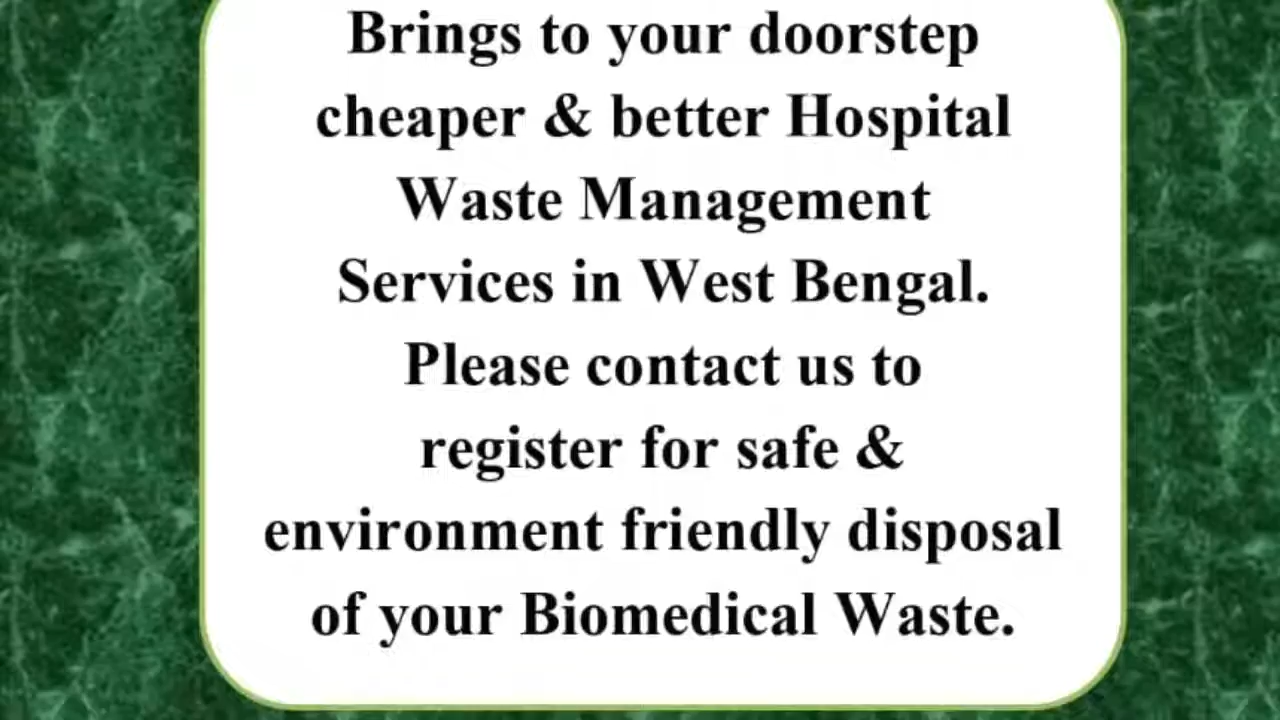 Brings to your doorstep
cheaper & better Hospital
Waste Management
Services in West Bengal.
Please contact us to
register for safe &
environment friendly disposal
of your Biomedical Waste.